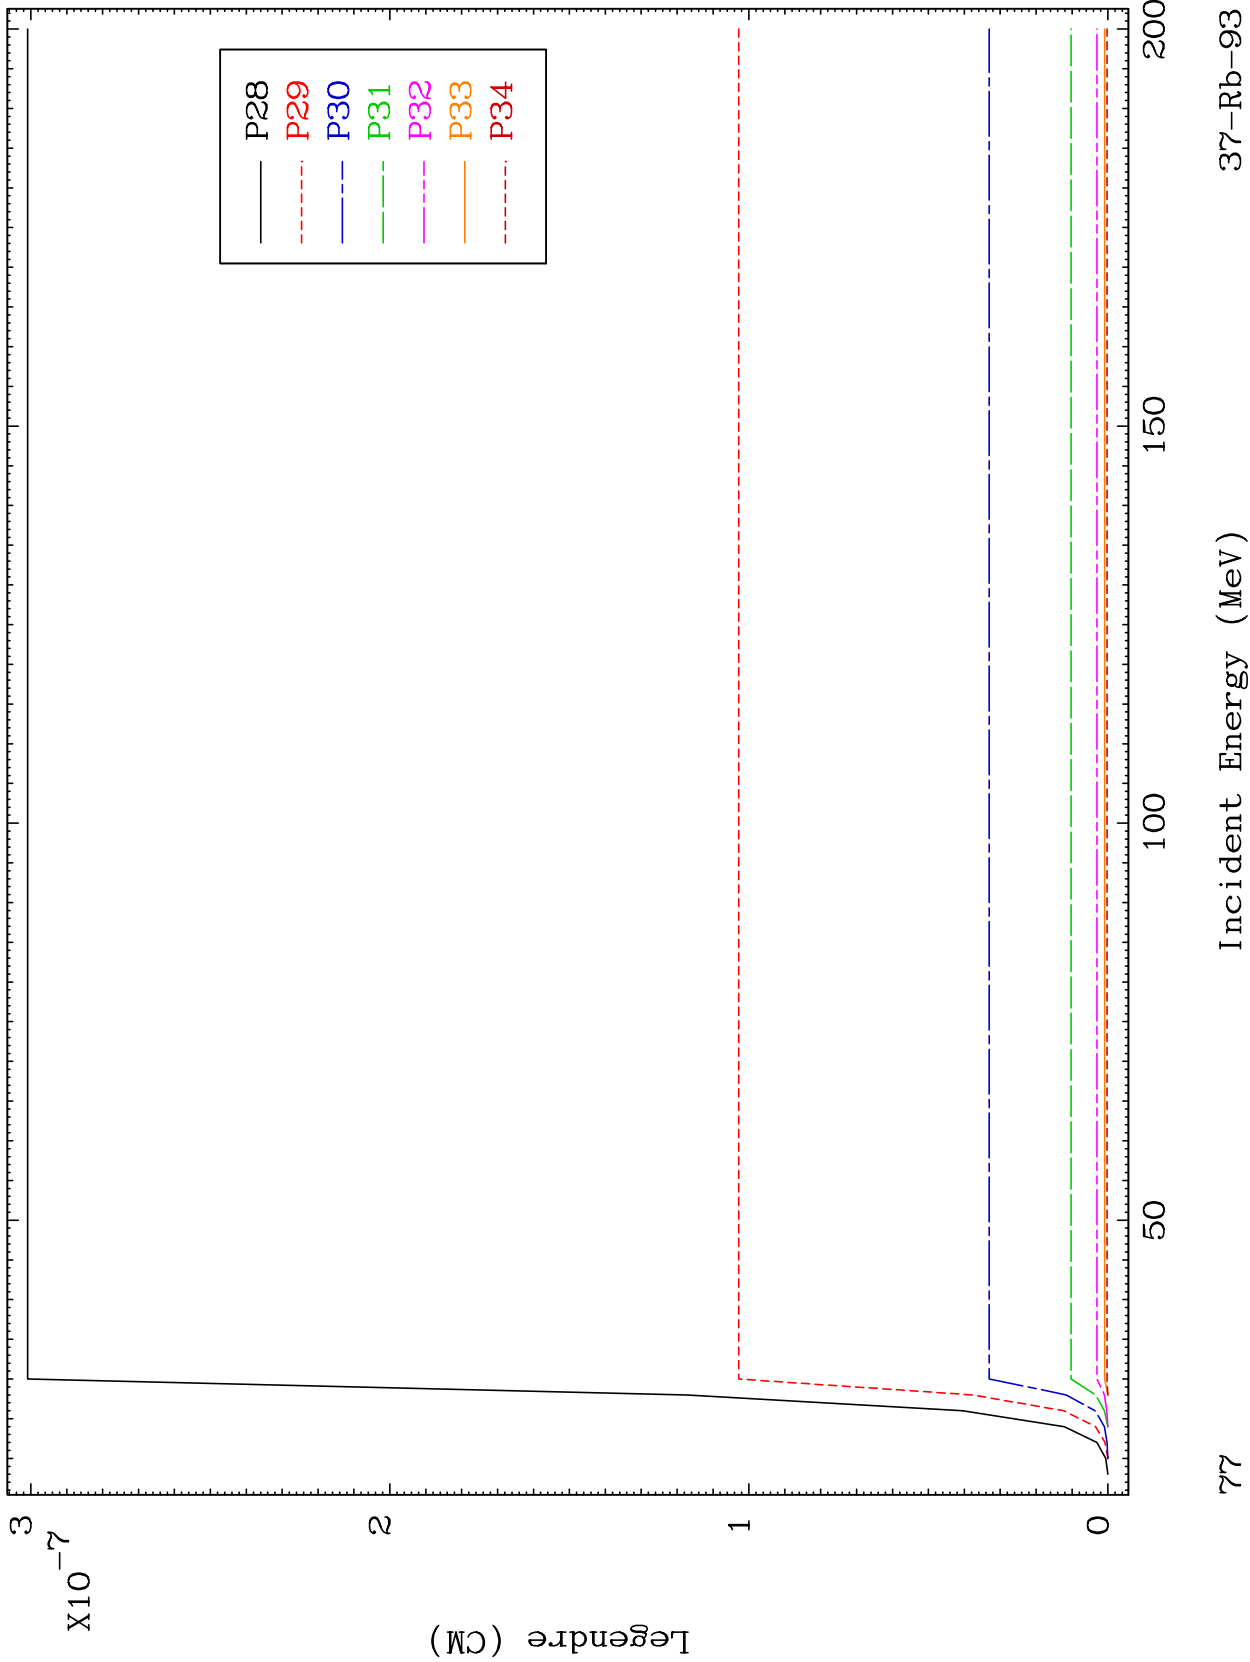 X10-7
3
2
1
0
Legendre (CM)
P28
P29
P30
P31
P32
P33
P34
50
100
150
200
Incident Energy (MeV)
77
37-Rb-93